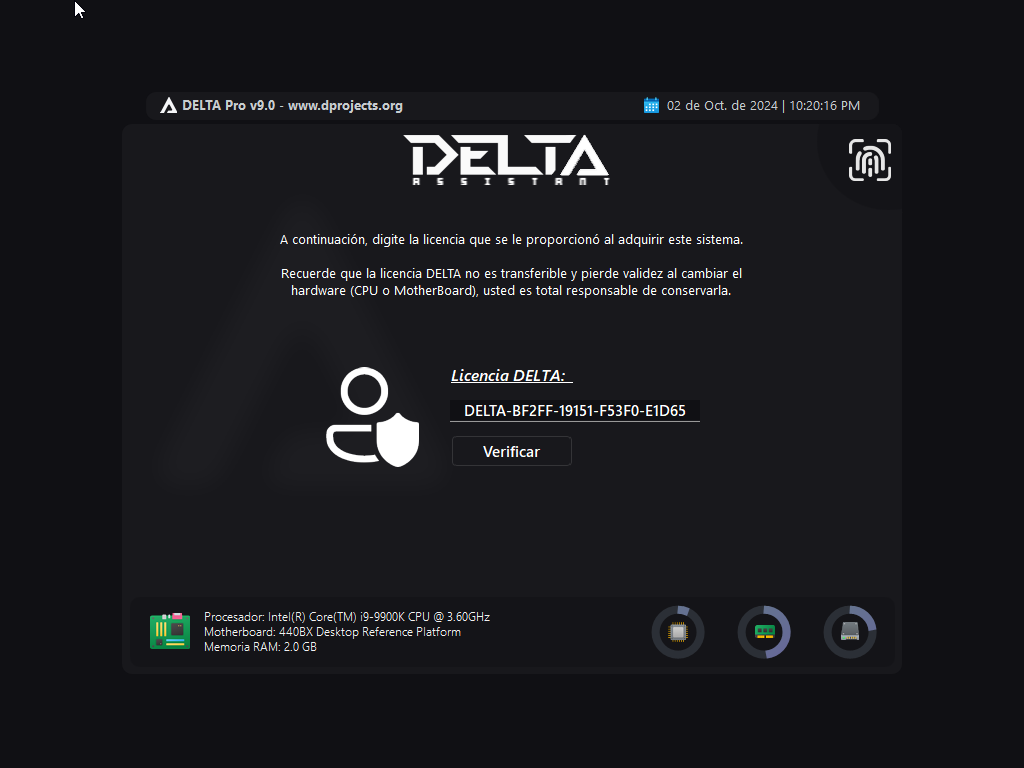 DELTA Pro v9.0 - www.dprojects.org
02 de Oct. de 2024 | 10:20:16 PM
DELTA
ASSISTANT
A continuación, digite la licencia que se le proporcionó al adquirir este sistema.
Recuerde que la licencia DELTA no es transferible y pierde validez al cambiar el
hardware (CPU o MotherBoard), usted es total responsable de conservarla.
Licencia DELTA:
DELTA-BF2FF-19151-F53F0-E1D65
Verificar
Procesador: Intel(R) Core(TM) i9-9900K CPU @ 3.60GHz
Motherboard: 440BX Desktop Reference Platform
Memoria RAM: 2.0 GB